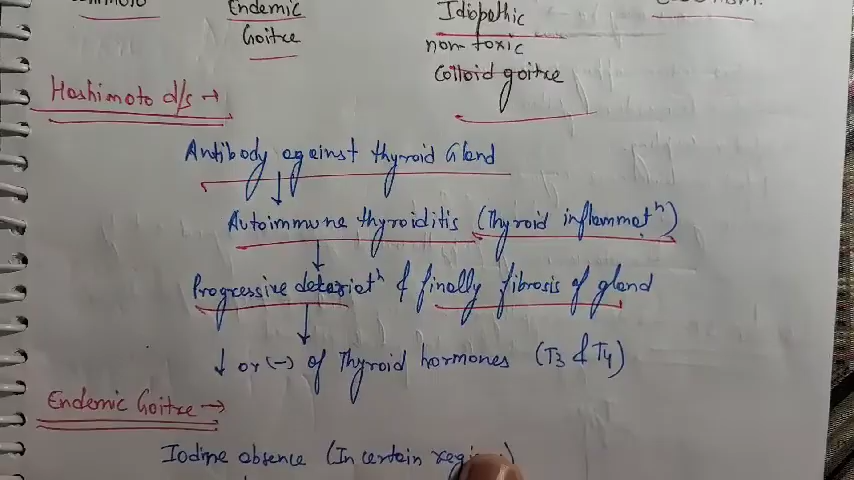 Endemic
Goitre
Idiopathic
non toxic
Colloid goitre
Hashimoto d/s →
Antibody against thyroid Gland
↓
Autoimmune thyroiditis (Thyroid inflammatⁿ)
↓
Progressive deterioratⁿ & finally fibrosis of gland
↓
↓ or (-) of Thyroid hormones (T3 & T4)
Endemic Goitre →
Iodine absence (In certain